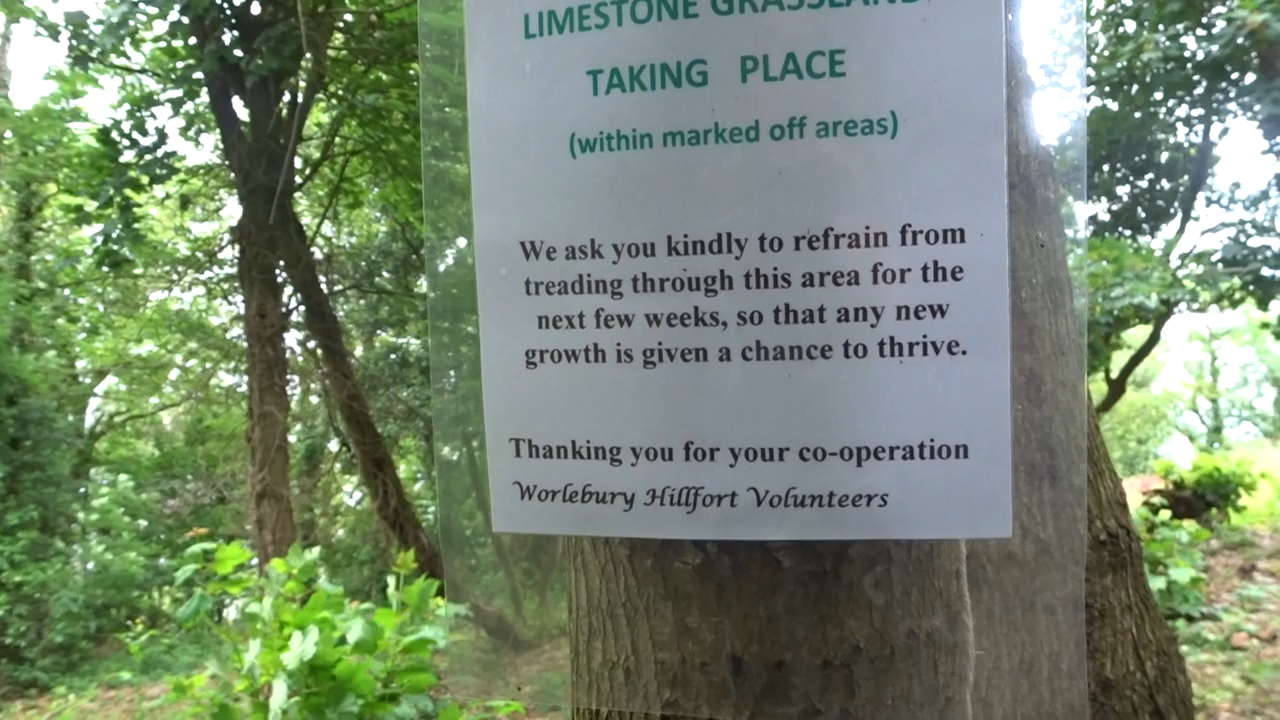 LIMESTONE GRASSLAND
TAKING PLACE
(within marked off areas)
We ask you kindly to refrain from
treading through this area for the
next few weeks, so that any new
growth is given a chance to thrive.
Thanking you for your co-operation
Worlebury Hillfort Volunteers